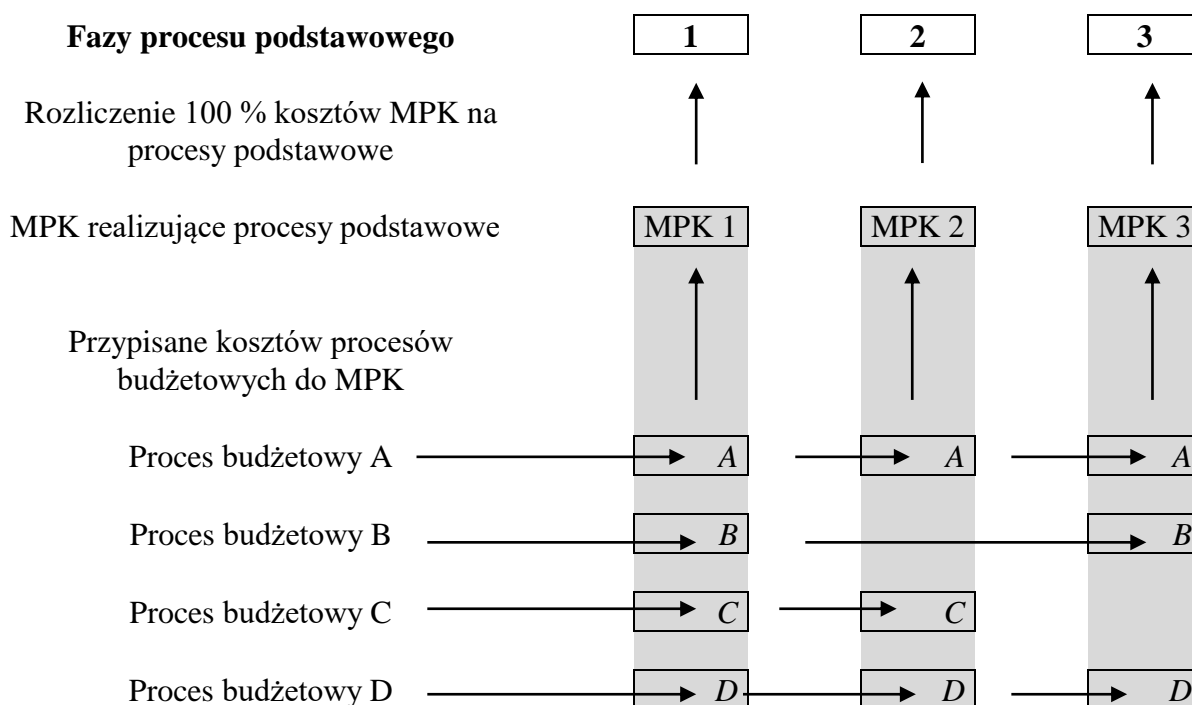 Fazy procesu podstawowego 1 2 3
Rozliczenie 100 % kosztów MPK na
procesy podstawowe
MPK realizujące procesy podstawowe MPK 1 MPK 2 MPK 3
Przypisane kosztów procesów
budżetowych do MPK
Proces budżetowy A A A A
Proces budżetowy B B B
Proces budżetowy C C C
Proces budżetowy D D D D